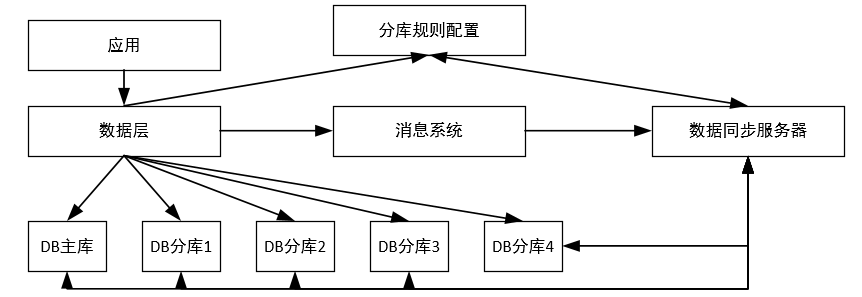 应用
分库规则配置
数据层
消息系统
数据同步服务器
DB主库
DB分库1
DB分库2
DB分库3
DB分库4